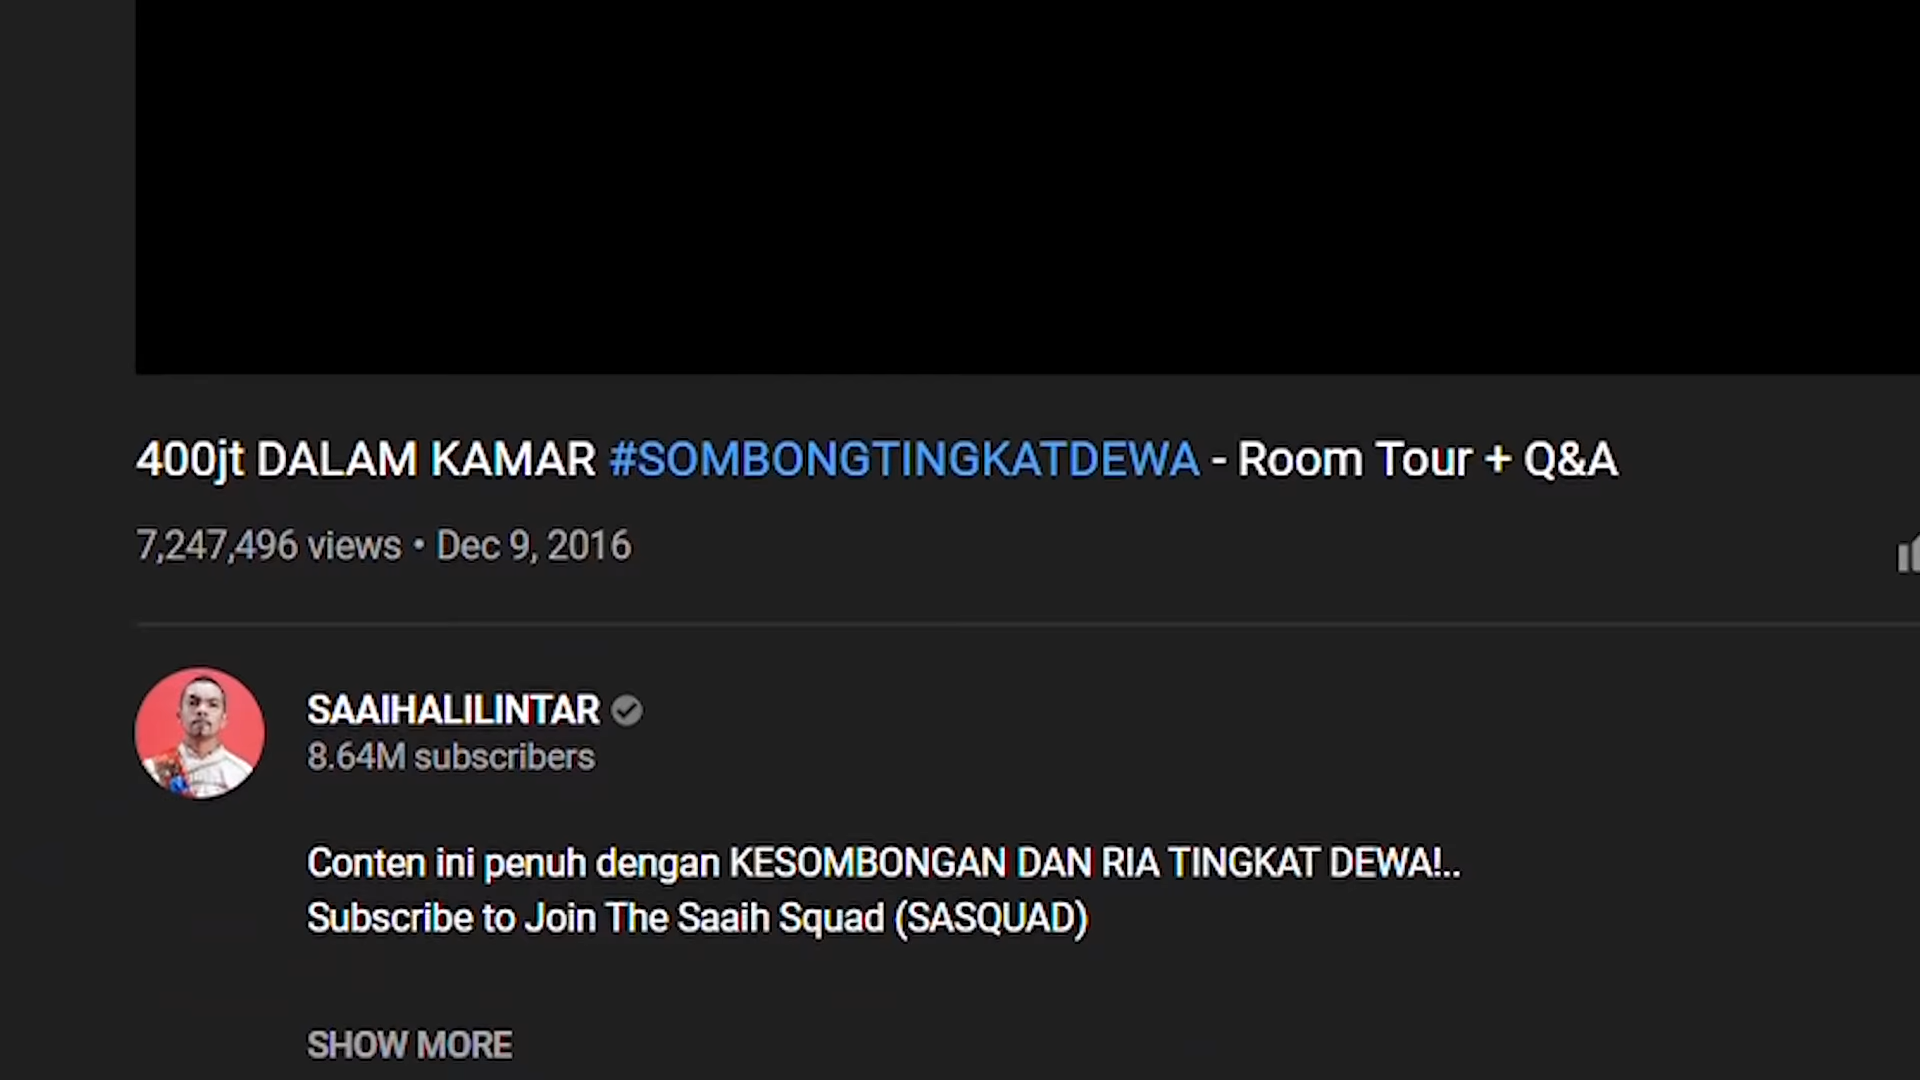 400jt DALAM KAMAR #SOMBONGTINGKATDEWA - Room Tour + Q&A
7,247,496 views • Dec 9, 2016
SAAIHALILINTAR
8.64M subscribers
Conten ini penuh dengan KESOMBONGAN DAN RIA TINGKAT DEWA!..
Subscribe to Join The Saaih Squad (SASQUAD)
SHOW MORE